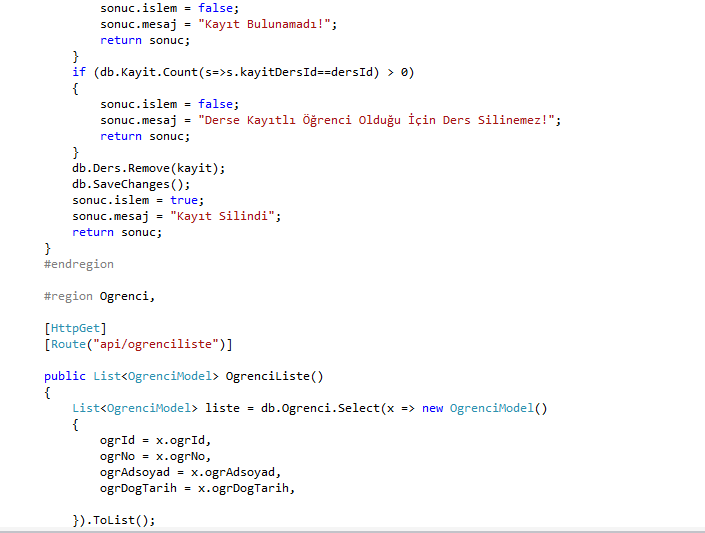 sonuc.islem = false;
sonuc.mesaj = "Kayıt Bulunamadı!";
return sonuc;
}
if (db.Kayit.Count(s=>s.kayitDersId==dersId) > 0)
{
sonuc.islem = false;
sonuc.mesaj = "Derse Kayıtlı Öğrenci Olduğu İçin Ders Silinemez!";
return sonuc;
}
db.Ders.Remove(kayit);
db.SaveChanges();
sonuc.islem = true;
sonuc.mesaj = "Kayıt Silindi";
return sonuc;
}
#endregion
#region Ogrenci,
[HttpGet]
[Route("api/ogrenciliste")]
public List<OgrenciModel> OgrenciListe()
{
List<OgrenciModel> liste = db.Ogrenci.Select(x => new OgrenciModel()
{
ogrId = x.ogrId,
ogrNo = x.ogrNo,
ogrAdsoyad = x.ogrAdsoyad,
ogrDogTarih = x.ogrDogTarih,
}).ToList();